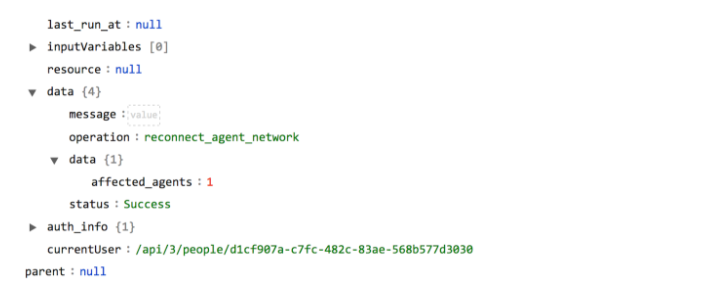 last_run_at : null
inputVariables [0]
resource : null
data {4}
message : value
operation : reconnect_agent_network
data {1}
affected_agents : 1
status : Success
auth_info {1}
currentUser : /api/3/people/d1cf907a-c7fc-482c-83ae-568b577d3030
parent : null